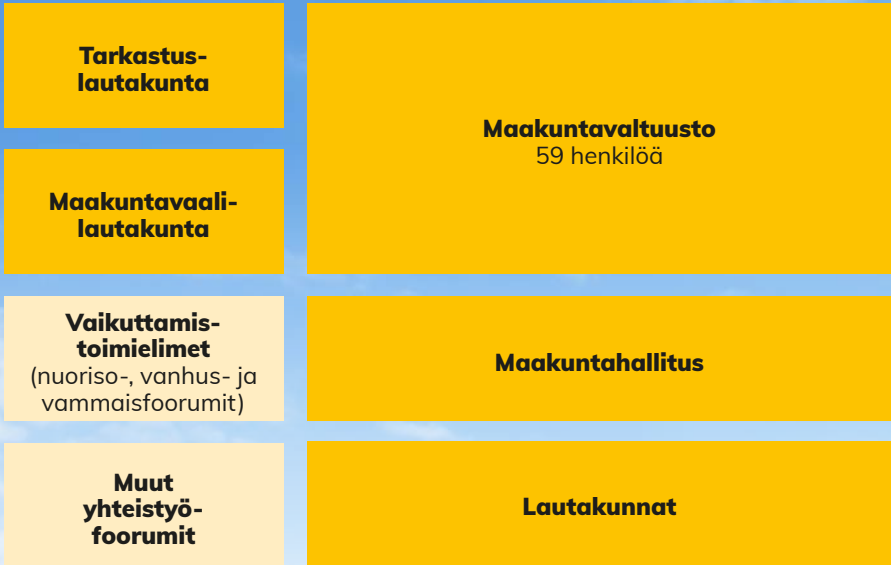 Tarkastus-
lautakunta
Maakuntavaltuusto
59 henkilöä
Maakuntavaali-
lautakunta
Vaikuttamis-
toimielimet
(nuoriso-, vanhus- ja
vammaisfoorumit)
Maakuntahallitus
Muut
yhteistyö-
foorumit
Lautakunnat